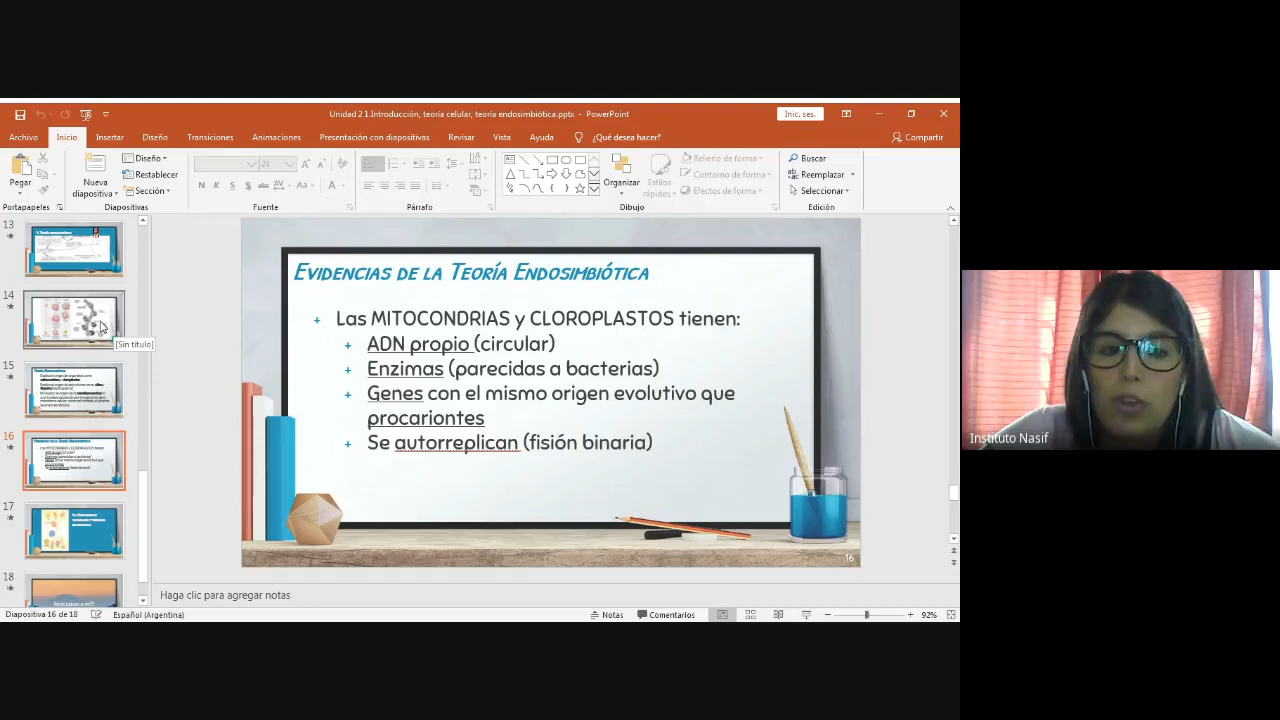 Unidad 2 1.Introducción, teoría celular, teoría endosimbiótica.pptx - PowerPoint
Inic. ses.
Archivo Inicio Insertar Diseño Transiciones Animaciones Presentación con diapositivas Revisar Vista Ayuda ¿Qué desea hacer? Compartir
Pegar
Nueva diapositiva
Diseño
Restablecer
Sección
24
N K S S abc AV Aa A
Organizar
Estilos rápidos
Relleno de forma
Contorno de forma
Efectos de forma
Buscar
Reemplazar
Seleccionar
Portapapeles Diapositivas Fuente Párrafo Dibujo Edición
13
14
[Sin título]
15
16
17
18
Evidencias de la Teoría Endosimbiótica
+ Las MITOCONDRIAS y CLOROPLASTOS tienen:
+ ADN propio (circular)
+ Enzimas (parecidas a bacterias)
+ Genes con el mismo origen evolutivo que
procariontes
+ Se autorreplican (fisión binaria)
16
Haga clic para agregar notas
Diapositiva 16 de 18 Español (Argentina) Notas Comentarios 92%
Instituto Nasif